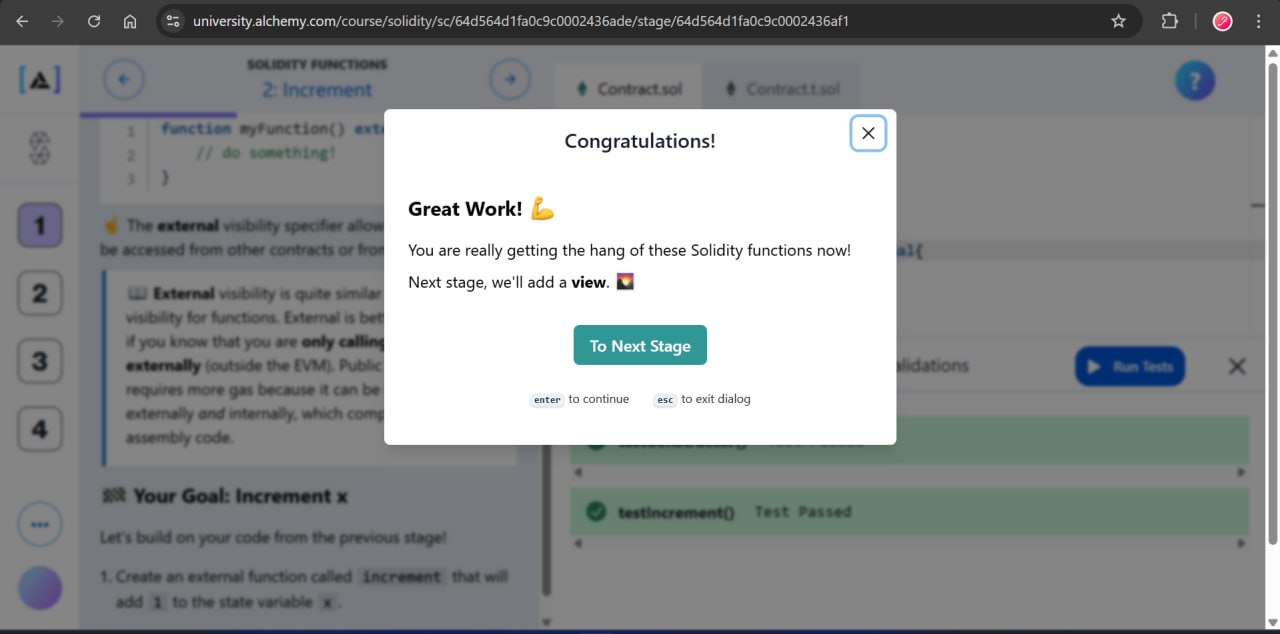 university.alchemy.com/course/solidity/sc/64d564d1fa0c9c0002436ade/stage/64d564d1fa0c9c0002436af1
SOLIDITY FUNCTIONS
2: Increment
Contract.sol
Contract.t.sol
?
1 function myFunction() exte
2 // do something!
3 }
☝️ The external visibility specifier allow
be accessed from other contracts or from
📖 External visibility is quite similar
visibility for functions. External is bet
if you know that you are only calling
externally (outside the EVM). Public
requires more gas because it can be
externally and internally, which comp
assembly code.
🏁 Your Goal: Increment x
Let's build on your code from the previous stage!
1. Create an external function called increment that will
add 1 to the state variable x.
1
2
3
4
Congratulations!
Great Work! 💪
You are really getting the hang of these Solidity functions now!
Next stage, we'll add a view. 🌄
To Next Stage
enter to continue
esc to exit dialog
al{
alidations
Run Tests
testIncrement() Test Passed